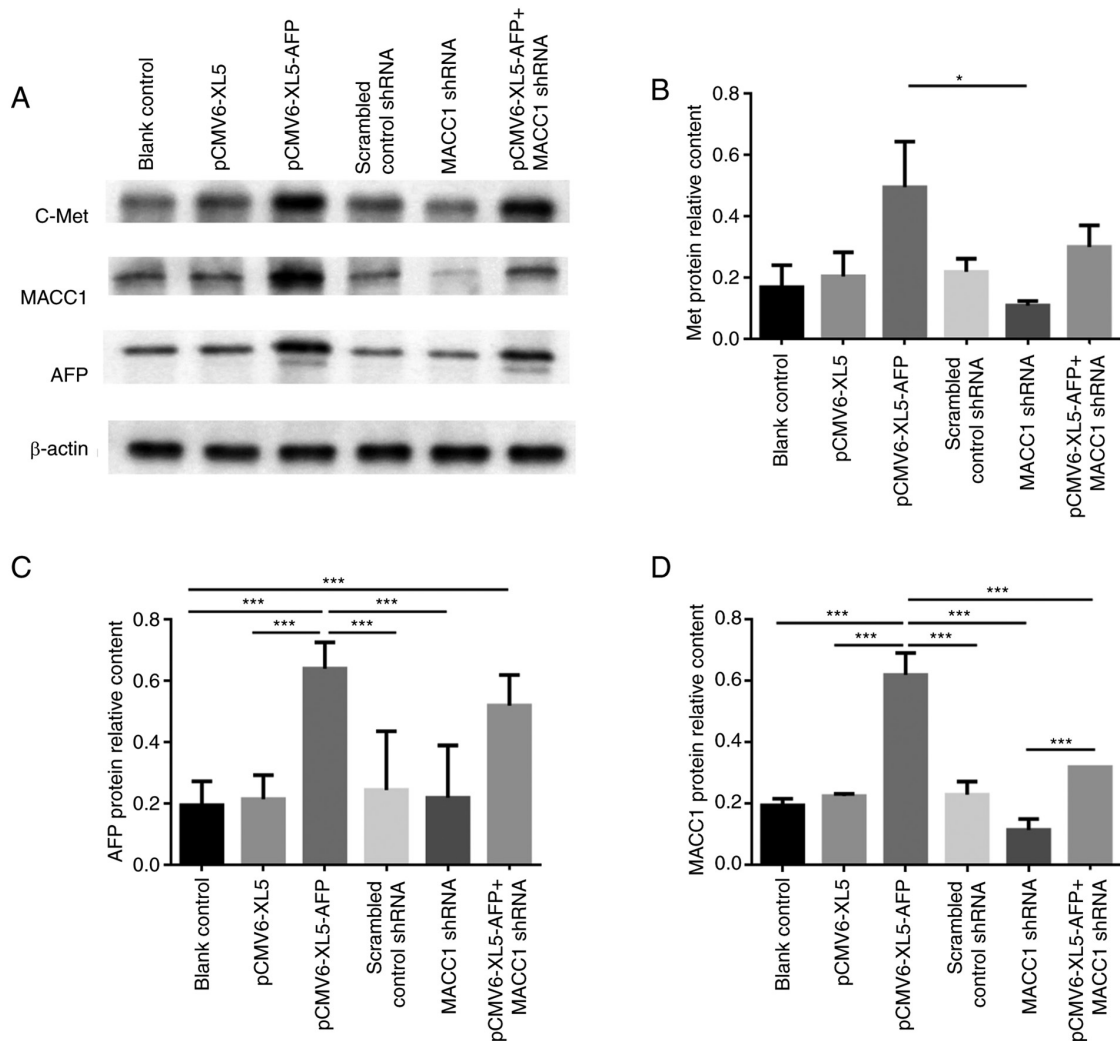 A
Blank control
pCMV6-XL5
pCMV6-XL5-AFP
Scrambled
control shRNA
MACC1 shRNA
pCMV6-XL5-AFP+
MACC1 shRNA
C-Met
MACC1
AFP
β-actin
B
*
Met protein relative content
0.8
0.6
0.4
0.2
0.0
Blank control
pCMV6-XL5
pCMV6-XL5-AFP
Scrambled
control shRNA
MACC1 shRNA
pCMV6-XL5-AFP+
MACC1 shRNA
C
***
***
***
***
***
AFP protein relative content
0.8
0.6
0.4
0.2
0.0
Blank control
pCMV6-XL5
pCMV6-XL5-AFP
Scrambled
control shRNA
MACC1 shRNA
pCMV6-XL5-AFP+
MACC1 shRNA
D
***
***
***
***
***
***
MACC1 protein relative content
0.8
0.6
0.4
0.2
0.0
Blank control
pCMV6-XL5
pCMV6-XL5-AFP
Scrambled
control shRNA
MACC1 shRNA
pCMV6-XL5-AFP+
MACC1 shRNA